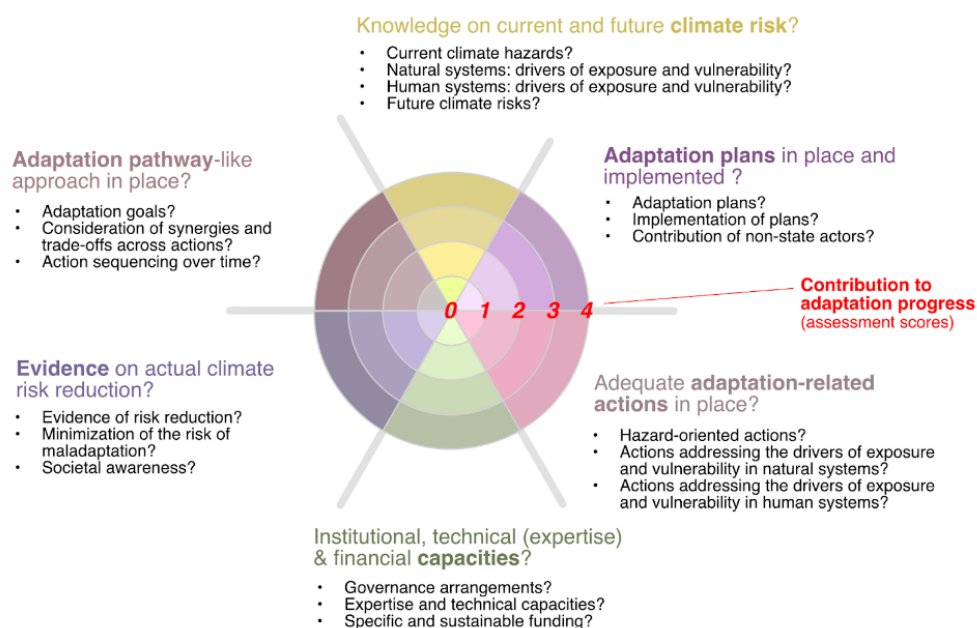 Knowledge on current and future climate risk?
• Current climate hazards?
• Natural systems: drivers of exposure and vulnerability?
• Human systems: drivers of exposure and vulnerability?
• Future climate risks?
Adaptation pathway-like
approach in place?
• Adaptation goals?
• Consideration of synergies and
trade-offs across actions?
• Action sequencing over time?
Adaptation plans in place and
implemented ?
• Adaptation plans?
• Implementation of plans?
• Contribution of non-state actors?
0 1 2 3 4
Contribution to
adaptation progress
(assessment scores)
Evidence on actual climate
risk reduction?
• Evidence of risk reduction?
• Minimization of the risk of
maladaptation?
• Societal awareness?
Adequate adaptation-related
actions in place?
• Hazard-oriented actions?
• Actions addressing the drivers of exposure
and vulnerability in natural systems?
• Actions addressing the drivers of exposure
and vulnerability in human systems?
Institutional, technical (expertise)
& financial capacities?
• Governance arrangements?
• Expertise and technical capacities?
• Specific and sustainable funding?